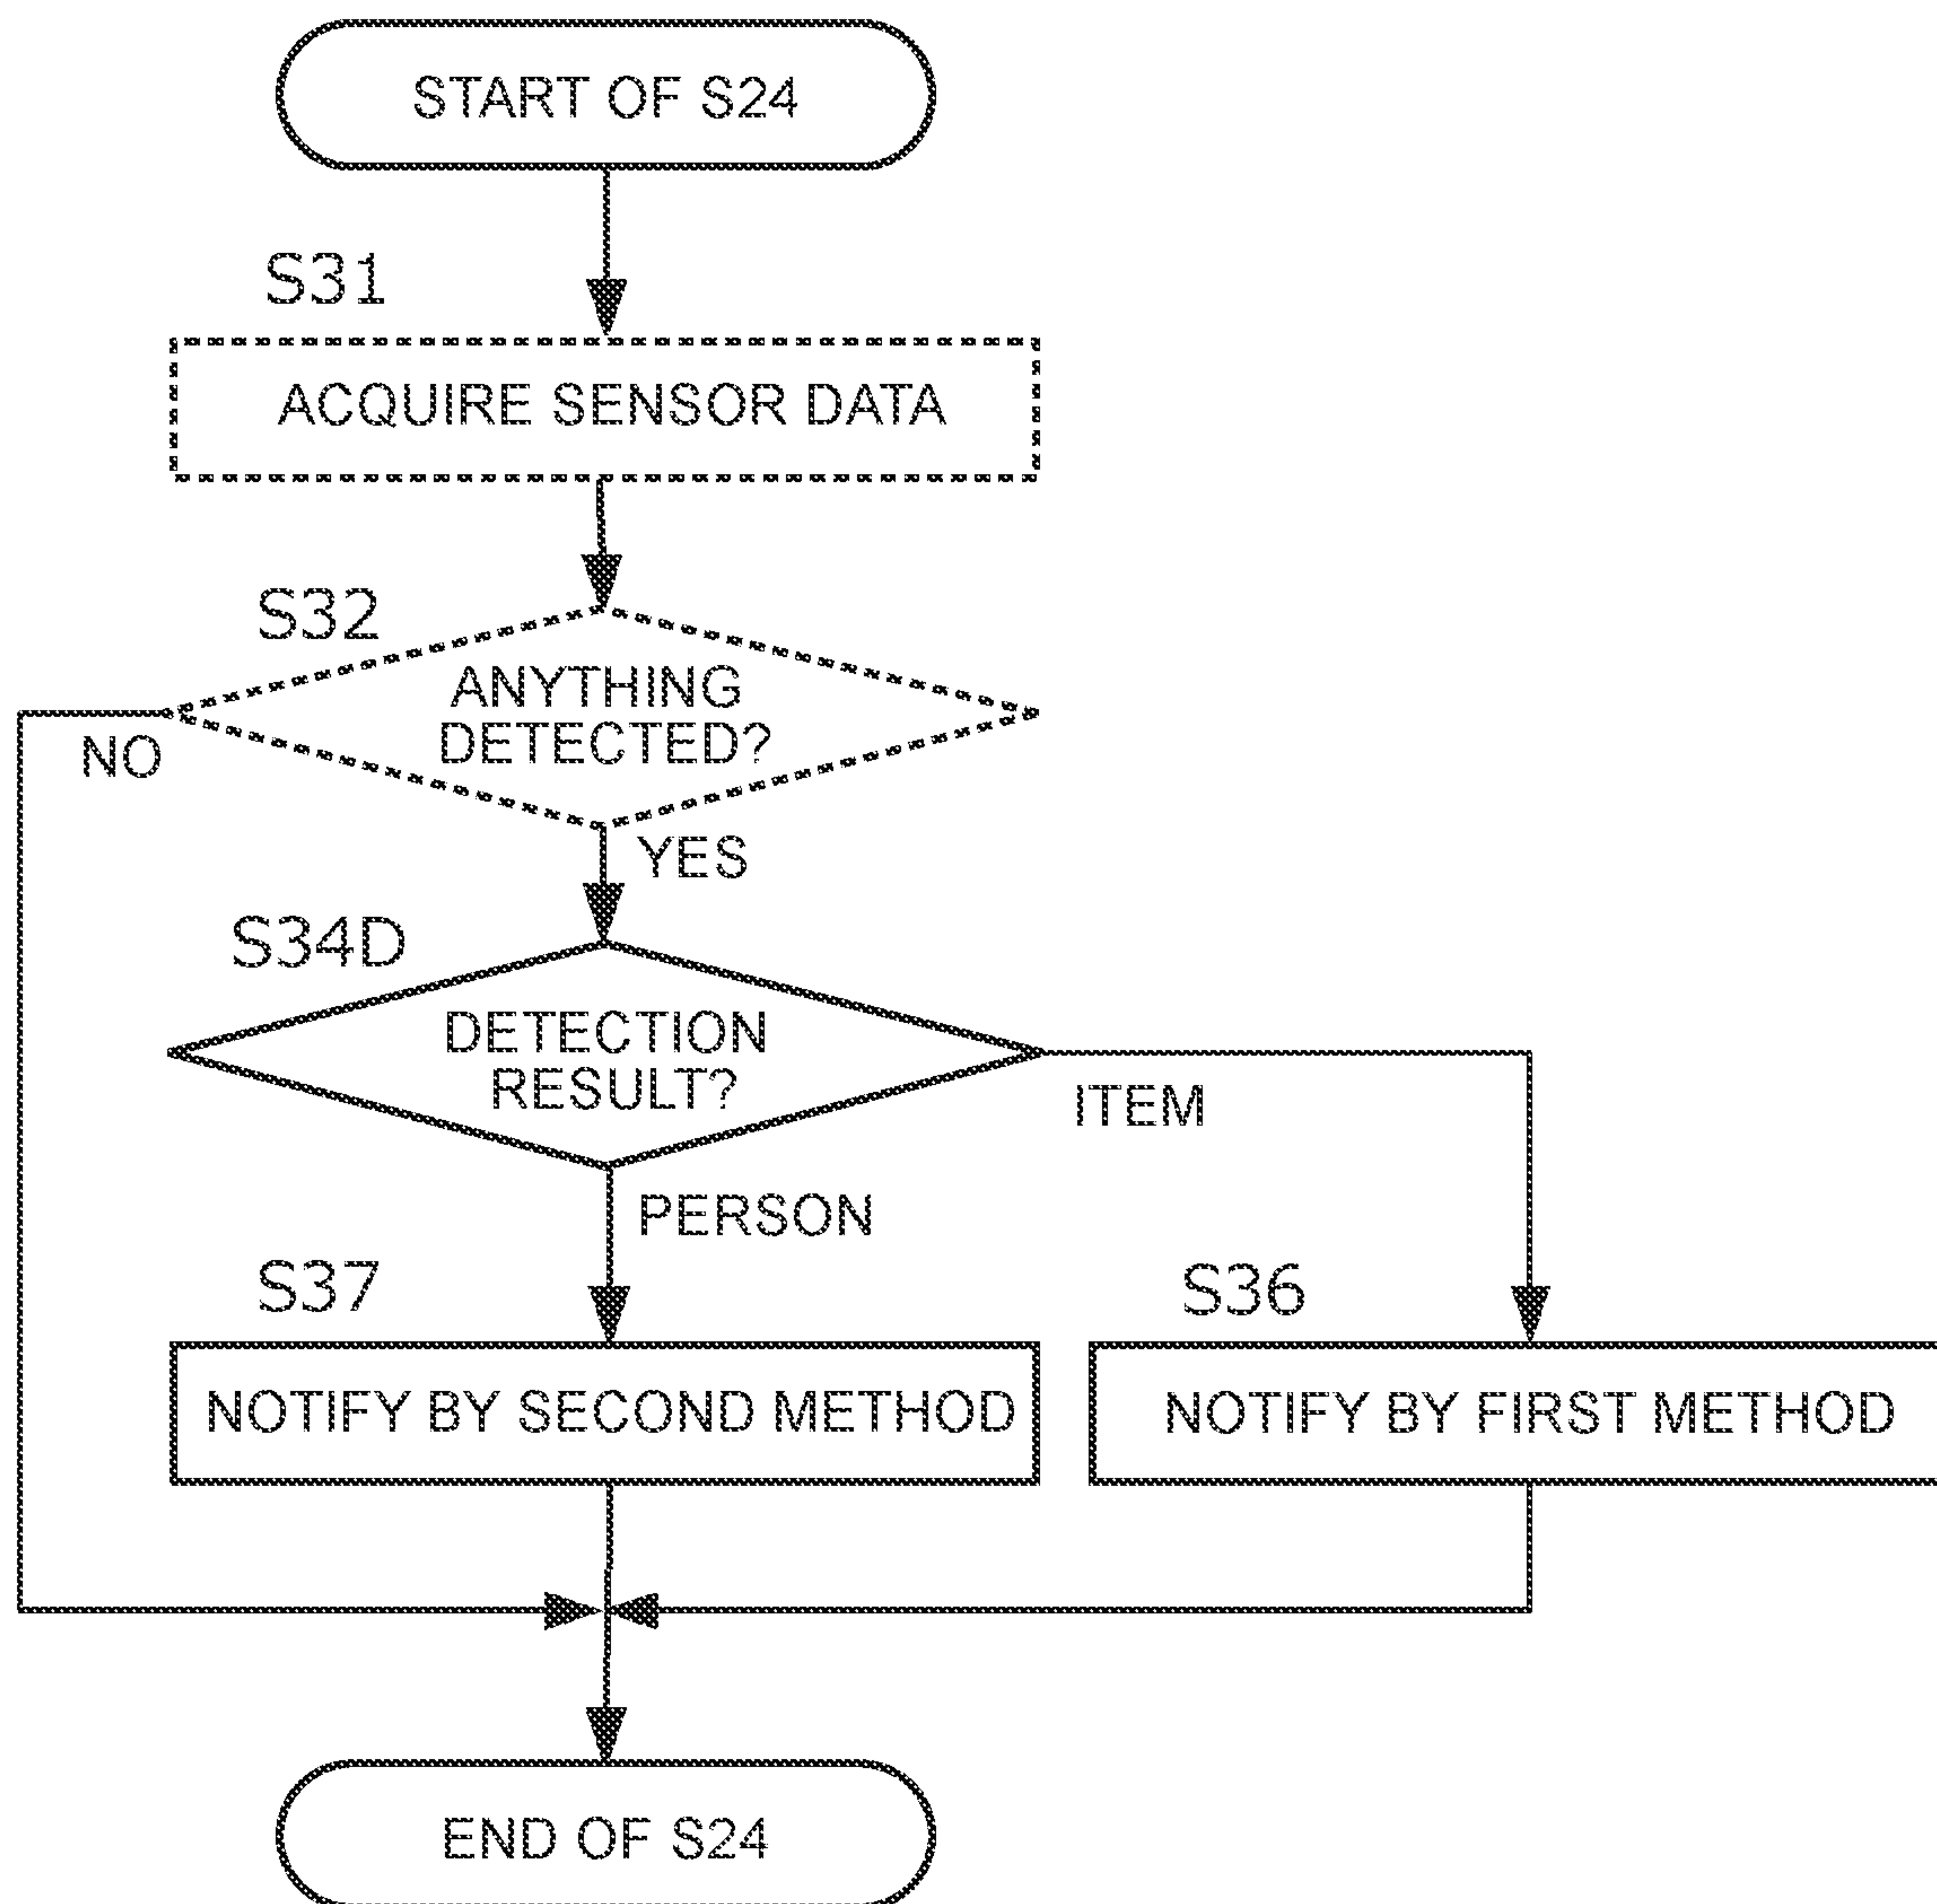 START OF S24
S31
ACQUIRE SENSOR DATA
S32
ANYTHING
DETECTED?
NO
YES
S34D
DETECTION
RESULT?
ITEM
PERSON
S37
S36
NOTIFY BY SECOND METHOD
NOTIFY BY FIRST METHOD
END OF S24